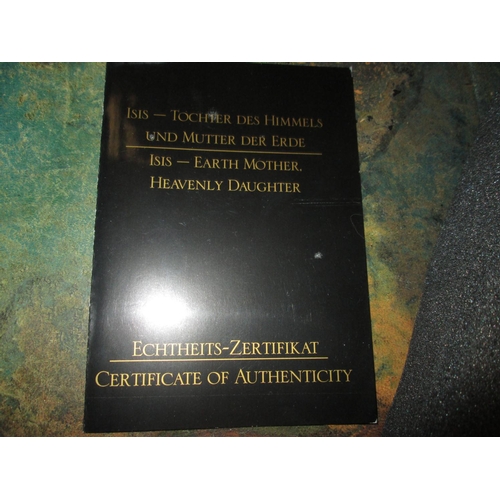 ISIS – TOCHTER DES HIMMELS
UND MUTTER DER ERDE
ISIS – EARTH MOTHER,
HEAVENLY DAUGHTER
ECHTHEITS-ZERTIFIKAT
CERTIFICATE OF AUTHENTICITY